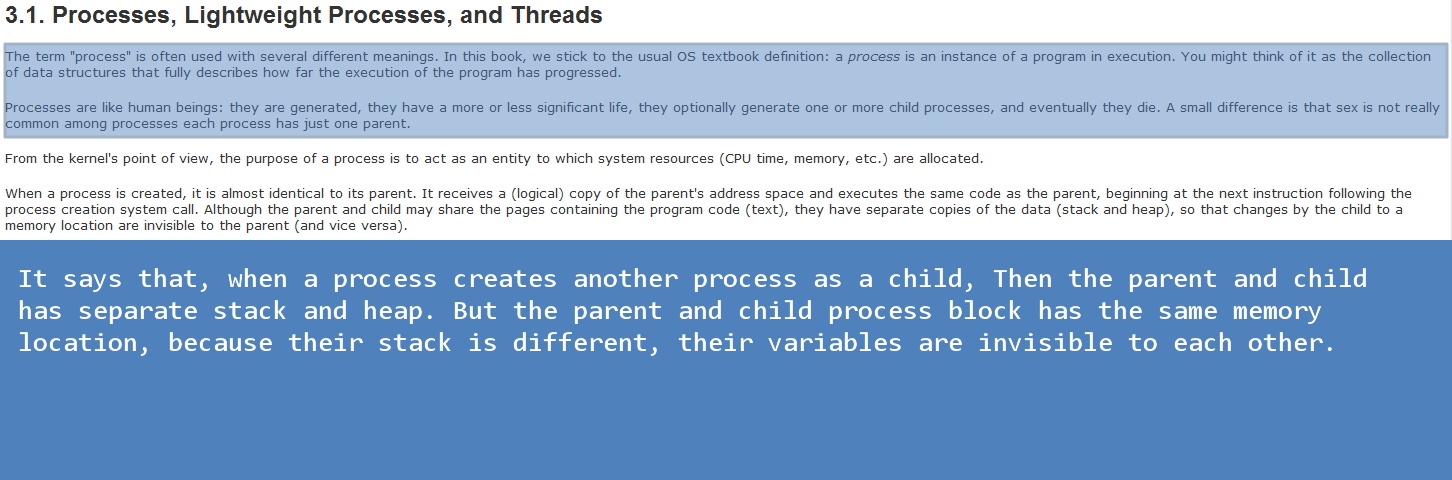 3.1. Processes, Lightweight Processes, and Threads
The term "process" is often used with several different meanings. In this book, we stick to the usual OS textbook definition: a process is an instance of a program in execution. You might think of it as the collection
of data structures that fully describes how far the execution of the program has progressed.
Processes are like human beings: they are generated, they have a more or less significant life, they optionally generate one or more child processes, and eventually they die. A small difference is that sex is not really
common among processes each process has just one parent.
From the kernel's point of view, the purpose of a process is to act as an entity to which system resources (CPU time, memory, etc.) are allocated.
When a process is created, it is almost identical to its parent. It receives a (logical) copy of the parent's address space and executes the same code as the parent, beginning at the next instruction following the
process creation system call. Although the parent and child may share the pages containing the program code (text), they have separate copies of the data (stack and heap), so that changes by the child to a
memory location are invisible to the parent (and vice versa).
It says that, when a process creates another process as a child, Then the parent and child
has separate stack and heap. But the parent and child process block has the same memory
location, because their stack is different, their variables are invisible to each other.